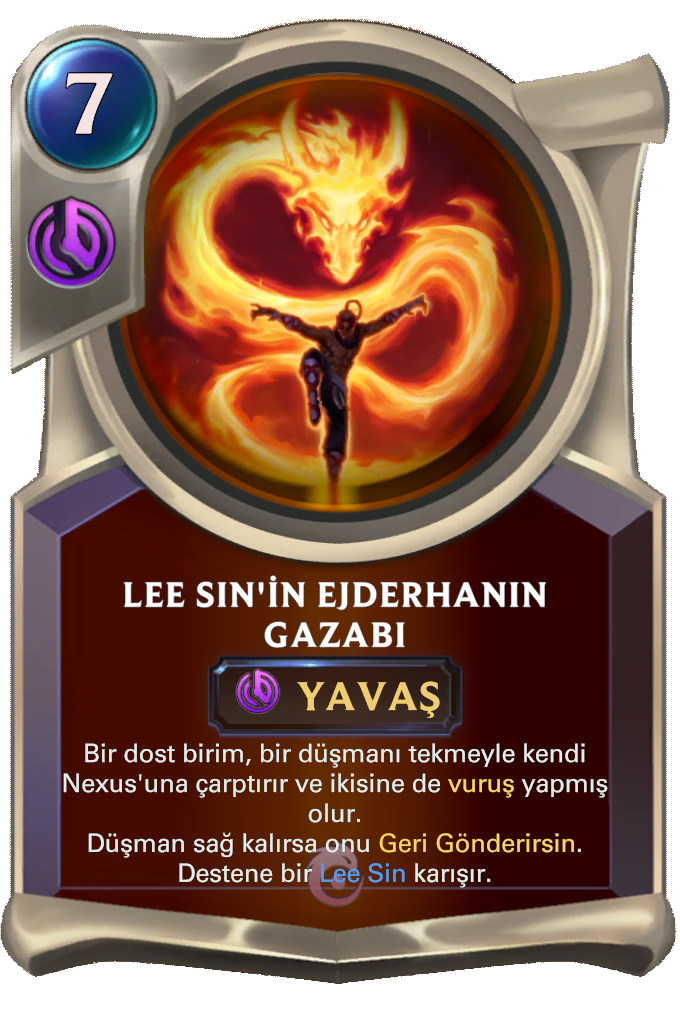 7
LEE SIN'İN EJDERHANIN
GAZABI
YAVAŞ
Bir dost birim, bir düşmanı tekmeyle kendi
Nexus'una çarptırır ve ikisine de vuruş yapmış
olur.
Düşman sağ kalırsa onu Geri Gönderirsin.
Destene bir Lee Sin karışır.